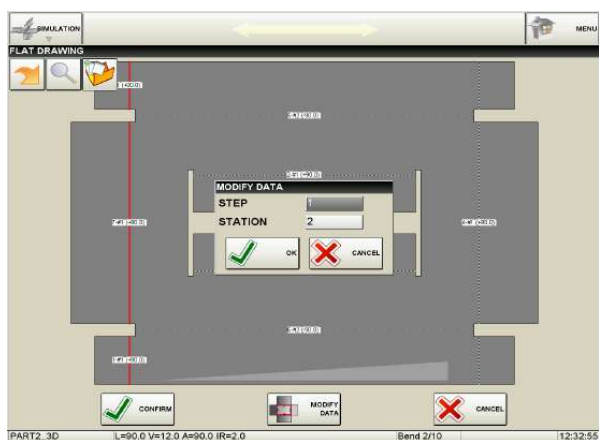 SIMULATION
MENU
FLAT DRAWING
MODIFY DATA
STEP 1
STATION 2
OK CANCEL
CONFIRM MODIFY DATA CANCEL
PART2_3D L=90.0 V=12.0 A=90.0 IR=2.0 Bend 2/10 12:32:55